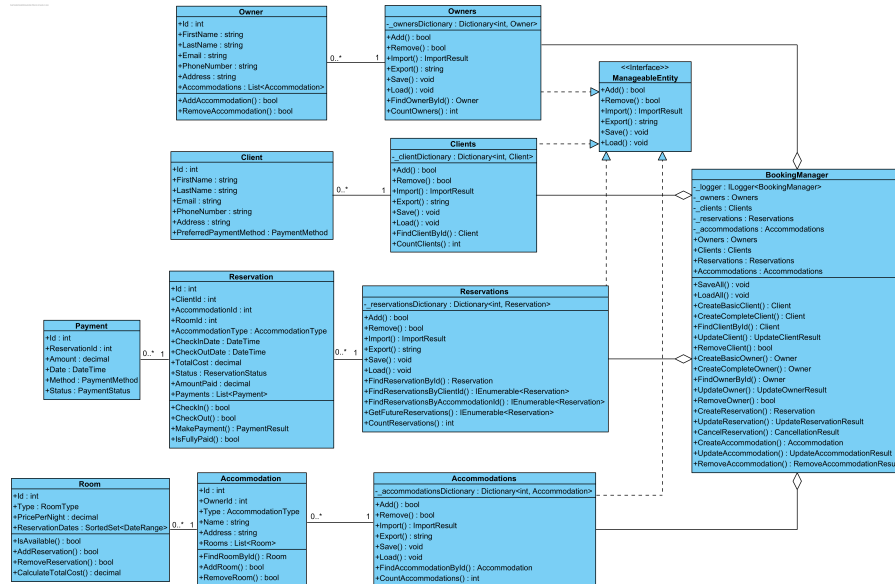 Owner
+Id : int
+FirstName : string
+LastName : string
+Email : string
+PhoneNumber : string
+Address : string
+Accommodations : List<Accommodation>
+AddAccommodation() : bool
+RemoveAccommodation() : bool
0..*
1
Owners
-_ownersDictionary : Dictionary<int, Owner>
+Add() : bool
+Remove() : bool
+Import() : ImportResult
+Export() : string
+Save() : void
+Load() : void
+FindOwnerById() : Owner
+CountOwners() : int
<<Interface>>
ManageableEntity
+Add() : bool
+Remove() : bool
+Import() : ImportResult
+Export() : string
+Save() : void
+Load() : void
Client
+Id : int
+FirstName : string
+LastName : string
+Email : string
+PhoneNumber : string
+Address : string
+PreferredPaymentMethod : PaymentMethod
0..*
1
Clients
-_clientDictionary : Dictionary<int, Client>
+Add() : bool
+Remove() : bool
+Import() : ImportResult
+Export() : string
+Save() : void
+Load() : void
+FindClientById() : Client
+CountClients() : int
BookingManager
-_logger : ILogger<BookingManager>
-_owners : Owners
-_clients : Clients
-_reservations : Reservations
-_accommodations : Accommodations
+Owners : Owners
+Clients : Clients
+Reservations : Reservations
+Accommodations : Accommodations
+SaveAll() : void
+LoadAll() : void
+CreateBasicClient() : Client
+CreateCompleteClient() : Client
+FindClientById() : Client
+UpdateClient() : UpdateClientResult
+RemoveClient() : bool
+CreateBasicOwner() : Owner
+CreateCompleteOwner() : Owner
+FindOwnerById() : Owner
+UpdateOwner() : UpdateOwnerResult
+RemoveOwner() : bool
+CreateReservation() : Reservation
+UpdateReservation() : UpdateReservationResult
+CancelReservation() : CancellationResult
+CreateAccommodation() : Accommodation
+UpdateAccommodation() : UpdateAccommodationResult
+RemoveAccommodation() : RemoveAccommodationResu
Payment
+Id : int
+ReservationId : int
+Amount : decimal
+Date : DateTime
+Method : PaymentMethod
+Status : PaymentStatus
0..*
1
Reservation
+Id : int
+ClientId : int
+AccommodationId : int
+RoomId : int
+AccommodationType : AccommodationType
+CheckInDate : DateTime
+CheckOutDate : DateTime
+TotalCost : decimal
+Status : ReservationStatus
+AmountPaid : decimal
+Payments : List<Payment>
+CheckIn() : bool
+CheckOut() : bool
+MakePayment() : PaymentResult
+IsFullyPaid() : bool
0..*
1
Reservations
-_reservationsDictionary : Dictionary<int, Reservation>
+Add() : bool
+Remove() : bool
+Import() : ImportResult
+Export() : string
+Save() : void
+Load() : void
+FindReservationById() : Reservation
+FindReservationsByClientId() : IEnumerable<Reservation>
+FindReservationsByAccommodationId() : IEnumerable<Reservation>
+GetFutureReservations() : IEnumerable<Reservation>
+CountReservations() : int
Room
+Id : int
+Type : RoomType
+PricePerNight : decimal
+ReservationDates : SortedSet<DateRange>
+IsAvailable() : bool
+AddReservation() : bool
+RemoveReservation() : bool
+CalculateTotalCost() : decimal
0..*
1
Accommodation
+Id : int
+OwnerId : int
+Type : AccommodationType
+Name : string
+Address : string
+Rooms : List<Room>
+FindRoomById() : Room
+AddRoom() : bool
+RemoveRoom() : bool
0..*
1
Accommodations
-_accommodationsDictionary : Dictionary<int, Accommodation>
+Add() : bool
+Remove() : bool
+Import() : ImportResult
+Export() : string
+Save() : void
+Load() : void
+FindAccommodationById() : Accommodation
+CountAccommodations() : int